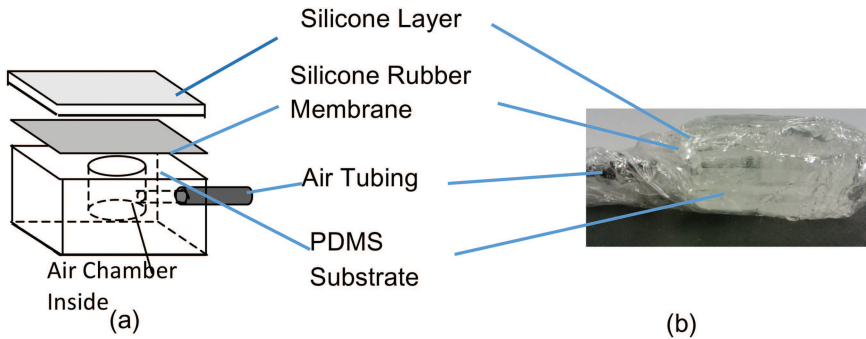 Silicone Layer
Silicone Rubber
Membrane
Air Tubing
PDMS
Substrate
Air Chamber
Inside
(a)
(b)